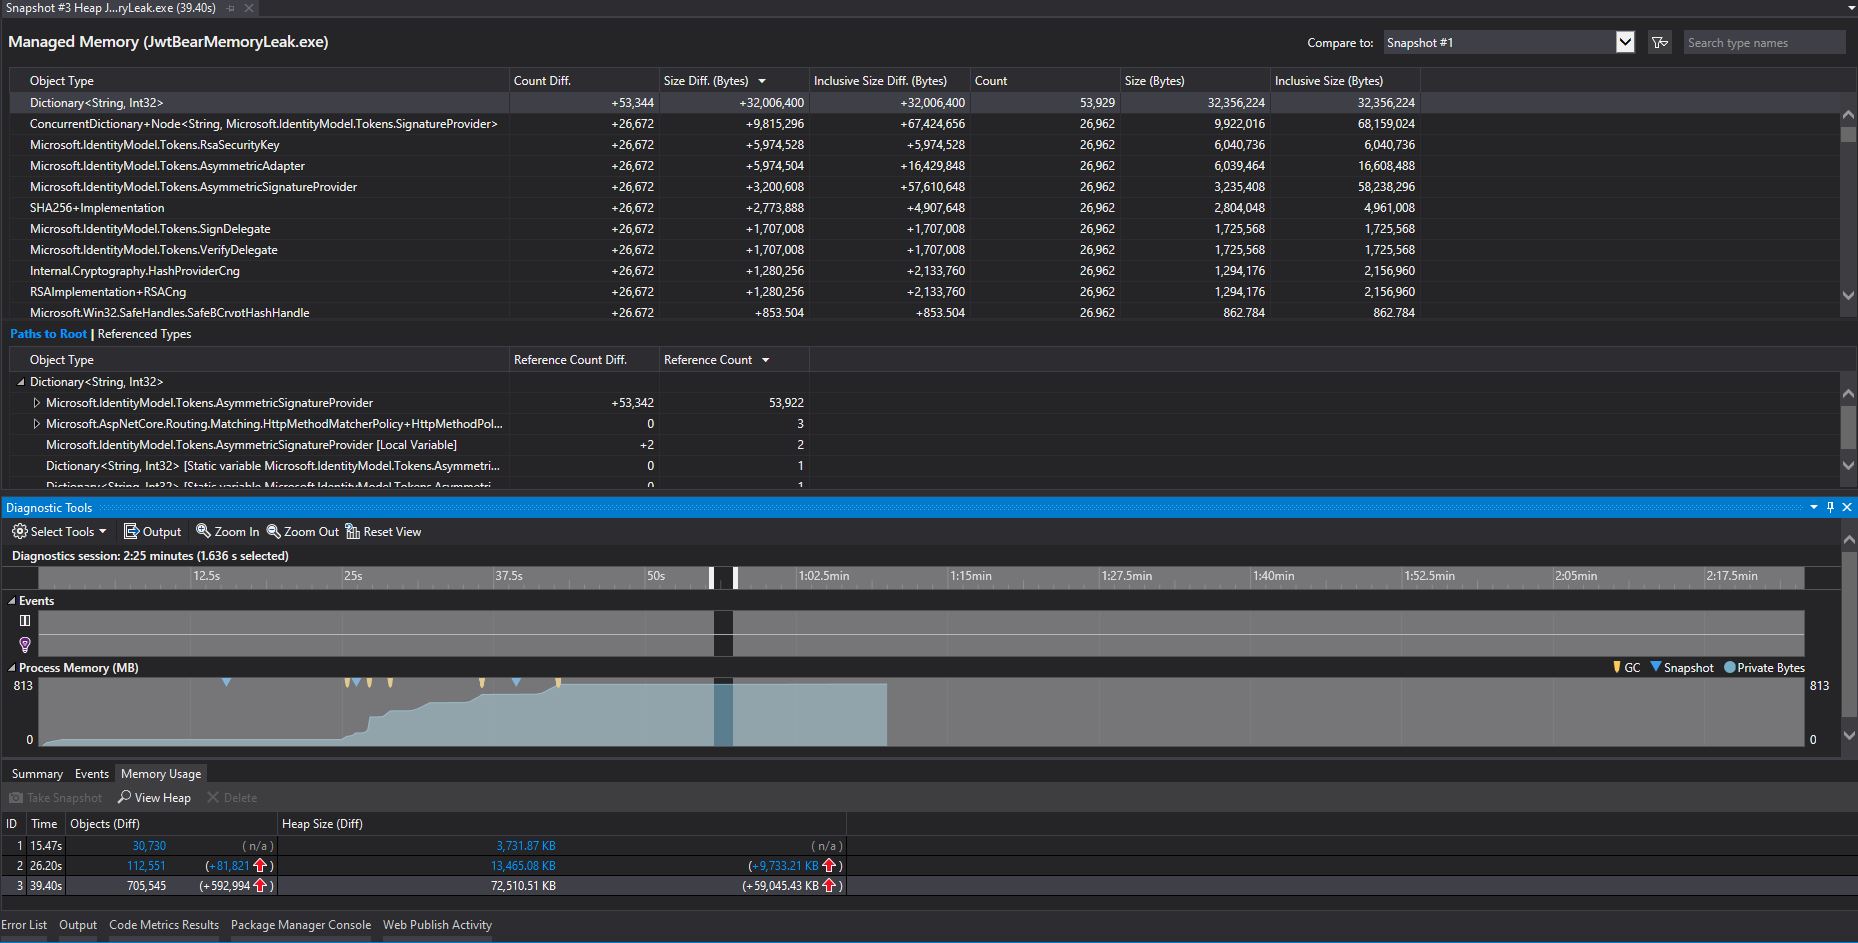 Snapshot #3 Heap J...ryLeak.exe (39.40s)
Managed Memory (JwtBearMemoryLeak.exe)
Compare to: Snapshot #1 Search type names
Object Type Count Diff. Size Diff. (Bytes) Inclusive Size Diff. (Bytes) Count Size (Bytes) Inclusive Size (Bytes)
Dictionary<String, Int32> +53,344 +32,006,400 +32,006,400 53,929 32,356,224 32,356,224
ConcurrentDictionary+Node<String, Microsoft.IdentityModel.Tokens.SignatureProvider> +26,672 +9,815,296 +67,424,656 26,962 9,922,016 68,159,024
Microsoft.IdentityModel.Tokens.RsaSecurityKey +26,672 +5,974,528 +5,974,528 26,962 6,040,736 6,040,736
Microsoft.IdentityModel.Tokens.AsymmetricAdapter +26,672 +5,974,504 +16,429,848 26,962 6,039,464 16,608,488
Microsoft.IdentityModel.Tokens.AsymmetricSignatureProvider +26,672 +3,200,608 +57,610,648 26,962 3,235,408 58,238,296
SHA256+Implementation +26,672 +2,773,888 +4,907,648 26,962 2,804,048 4,961,008
Microsoft.IdentityModel.Tokens.SignDelegate +26,672 +1,707,008 +1,707,008 26,962 1,725,568 1,725,568
Microsoft.IdentityModel.Tokens.VerifyDelegate +26,672 +1,707,008 +1,707,008 26,962 1,725,568 1,725,568
Internal.Cryptography.HashProviderCng +26,672 +1,280,256 +2,133,760 26,962 1,294,176 2,156,960
RSAImplementation+RSACng +26,672 +1,280,256 +2,133,760 26,962 1,294,176 2,156,960
Microsoft.Win32.SafeHandles.SafeBCryptHashHandle +26,672 +853,504 +853,504 26,962 862,784 862,784
Paths to Root | Referenced Types
Object Type Reference Count Diff. Reference Count
Dictionary<String, Int32>
Microsoft.IdentityModel.Tokens.AsymmetricSignatureProvider +53,342 53,922
Microsoft.AspNetCore.Routing.Matching.HttpMethodMatcherPolicy+HttpMethodPol... 0 3
Microsoft.IdentityModel.Tokens.AsymmetricSignatureProvider [Local Variable] +2 2
Dictionary<String, Int32> [Static variable Microsoft.IdentityModel.Tokens.Asymmetri... 0 1
Dictionary<String, Int32> [Static variable Microsoft.IdentityModel.Tokens.Asymmetri... 0 1
Diagnostic Tools
Select Tools Output Zoom In Zoom Out Reset View
Diagnostics session: 2:25 minutes (1.636 s selected)
12.5s 25s 37.5s 50s 1:02.5min 1:15min 1:27.5min 1:40min 1:52.5min 2:05min 2:17.5min
Events
Process Memory (MB) GC Snapshot Private Bytes
813 813
0 0
Summary Events Memory Usage
Take Snapshot View Heap Delete
ID Time Objects (Diff) Heap Size (Diff)
1 15.47s 30,730 (n/a) 3,731.87 KB (n/a)
2 26.20s 112,551 (+81,821) 13,465.08 KB (+9,733.21 KB)
3 39.40s 705,545 (+592,994) 72,510.51 KB (+59,045.43 KB)
Error List Output Code Metrics Results Package Manager Console Web Publish Activity